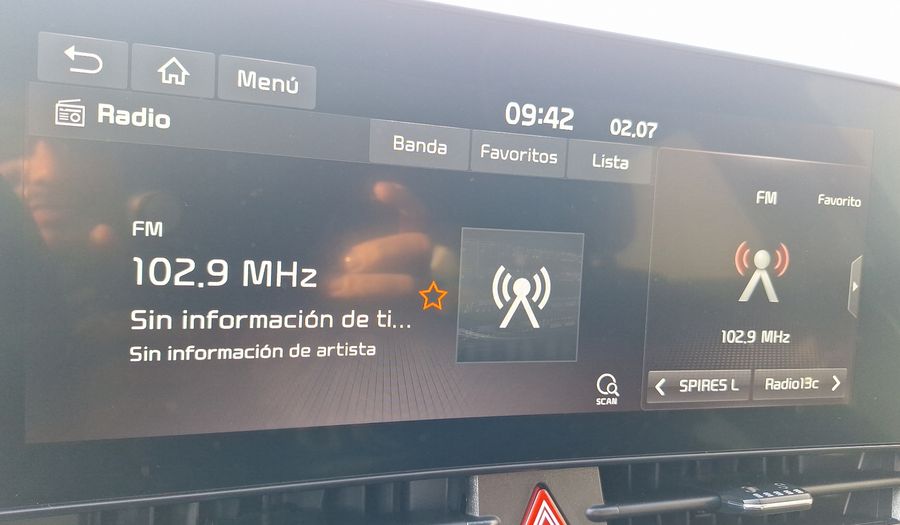 Menú
Radio
09:42
02.07
Banda
Favoritos
Lista
FM
102.9 MHz
Sin información de ti...
Sin información de artista
SCAN
FM
Favorito
102.9 MHz
SPIRES L
Radio13c